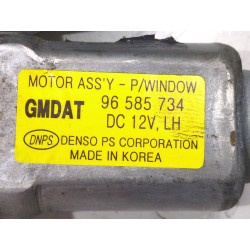 MOTOR ASS'Y - P/WINDOW
GMDAT 96 585 734
DC 12V, LH
DNPS DENSO PS CORPORATION
MADE IN KOREA